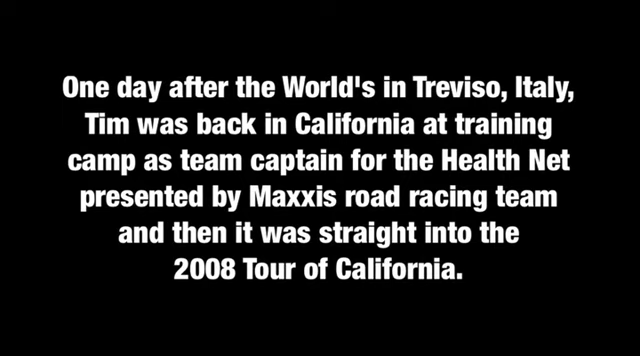 One day after the World's in Treviso, Italy,
Tim was back in California at training
camp as team captain for the Health Net
presented by Maxxis road racing team
and then it was straight into the
2008 Tour of California.